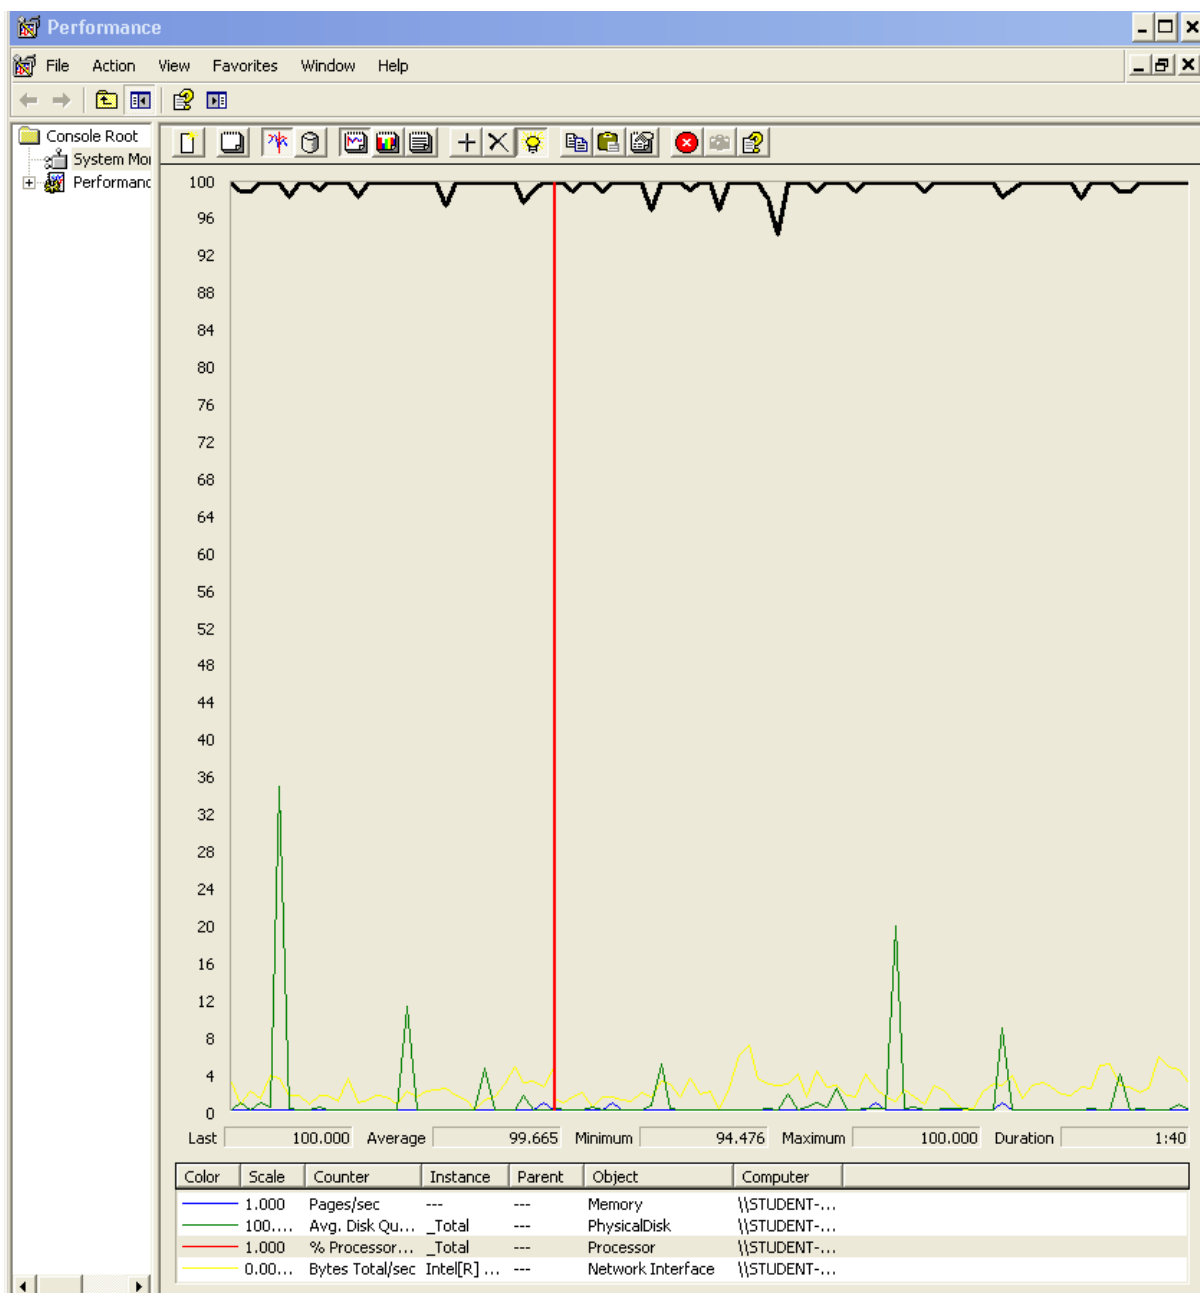 Performance
File Action View Favorites Window Help
Console Root
System Mo
Performanc
100
96
92
88
84
80
76
72
68
64
60
56
52
48
44
40
36
32
28
24
20
16
12
8
4
0
Last 100.000 Average 99.665 Minimum 94.476 Maximum 100.000 Duration 1:40
Color Scale Counter Instance Parent Object Computer
1.000 Pages/sec --- --- Memory \\STUDENT-...
100.... Avg. Disk Qu... _Total --- PhysicalDisk \\STUDENT-...
1.000 % Processor... _Total --- Processor \\STUDENT-...
0.00... Bytes Total/sec Intel[R] ... --- Network Interface \\STUDENT-...